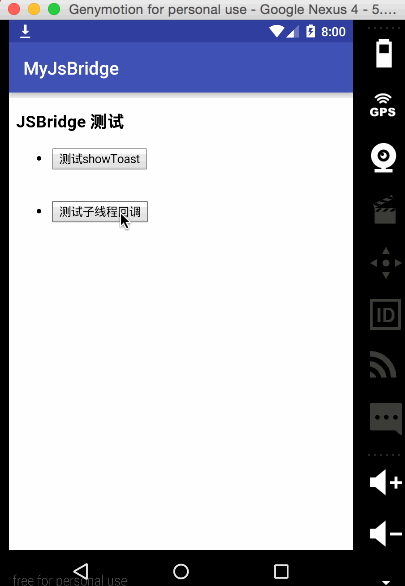 Genymotion for personal use - Google Nexus 4 - 5....
8:00
MyJsBridge
GPS
JSBridge 测试
测试showToast
测试子线程回调
ID
free for personal use